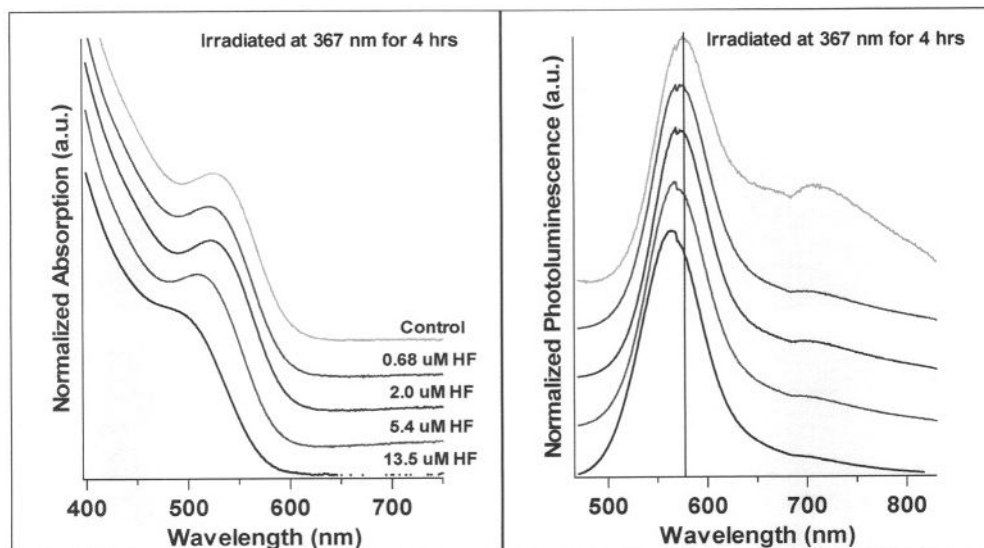 Irradiated at 367 nm for 4 hrs
Normalized Absorption (a.u.)
Control
0.68 uM HF
2.0 uM HF
5.4 uM HF
13.5 uM HF
400 500 600 700
Wavelength (nm)
Irradiated at 367 nm for 4 hrs
Normalized Photoluminescence (a.u.)
500 600 700 800
Wavelength (nm)